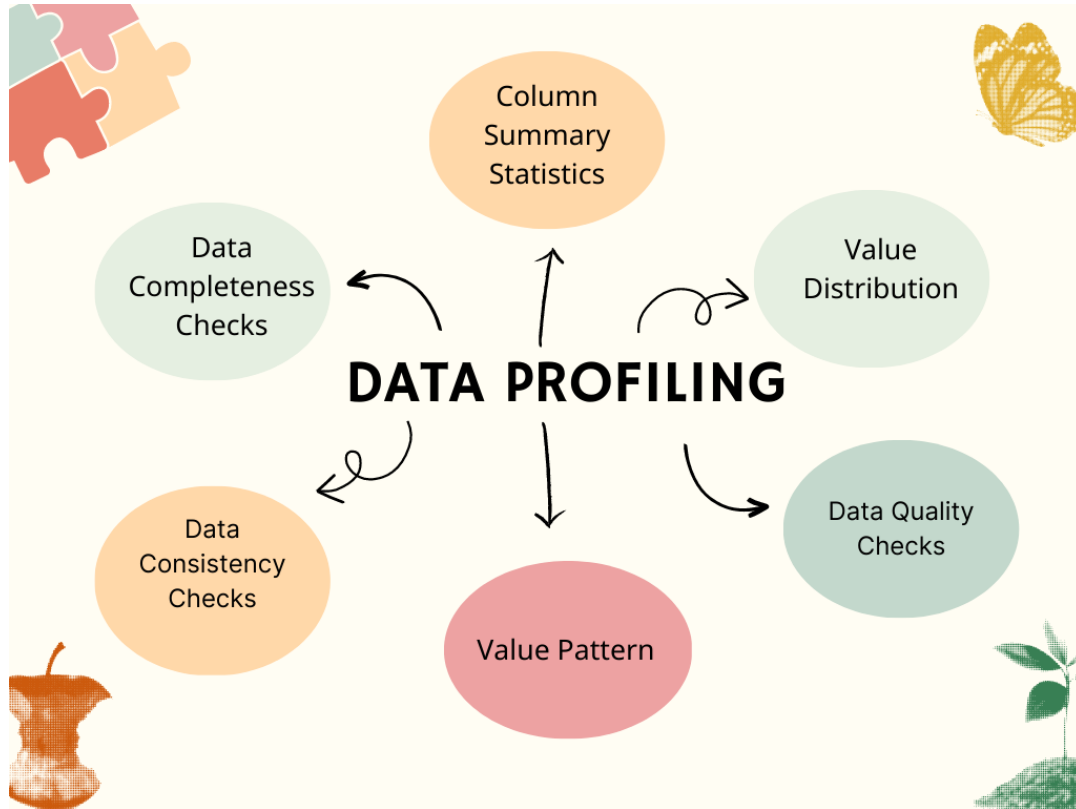 Column
Summary
Statistics
Data
Completeness
Checks
Value
Distribution
DATA PROFILING
Data
Consistency
Checks
Data Quality
Checks
Value Pattern